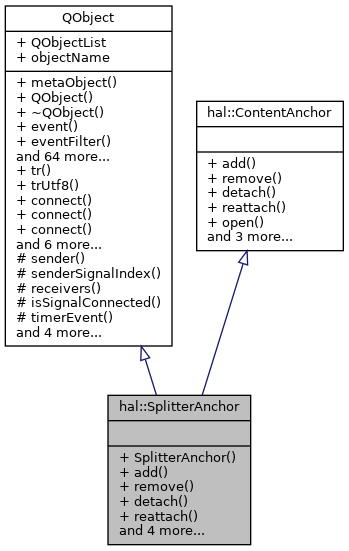 QObject
+ QObjectList
+ objectName
+ metaObject()
+ QObject()
+ ~QObject()
+ event()
+ eventFilter()
and 64 more...
+ tr()
+ trUtf8()
+ connect()
+ connect()
+ connect()
and 6 more...
# sender()
# senderSignalIndex()
# receivers()
# isSignalConnected()
# timerEvent()
and 4 more...
hal::ContentAnchor
+ add()
+ remove()
+ detach()
+ reattach()
+ open()
and 3 more...
hal::SplitterAnchor
+ SplitterAnchor()
+ add()
+ remove()
+ detach()
+ reattach()
and 4 more...